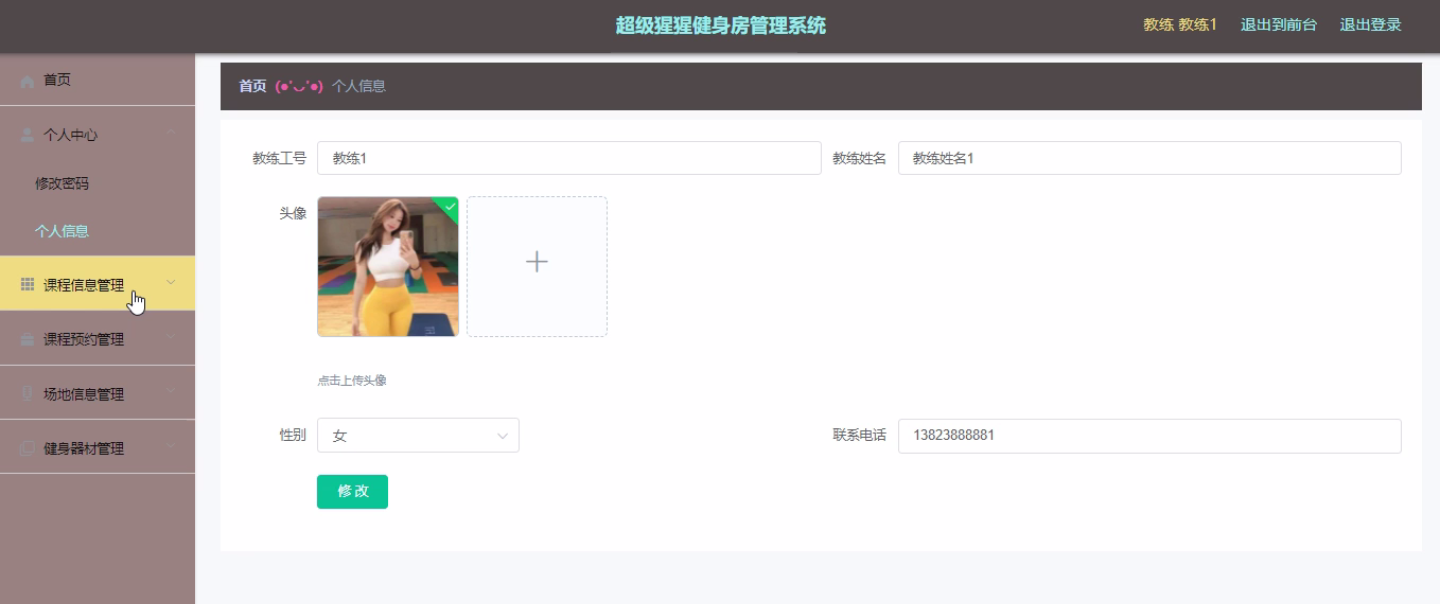 超级猩猩健身房管理系统
教练 教练1 退出到前台 退出登录
首页
个人中心
修改密码
个人信息
课程信息管理
课程预约管理
场地信息管理
健身器材管理
首页 (●'◡'●) 个人信息
教练工号 教练1 教练姓名 教练姓名1
头像
点击上传头像
性别 女 联系电话 13823888881
修改